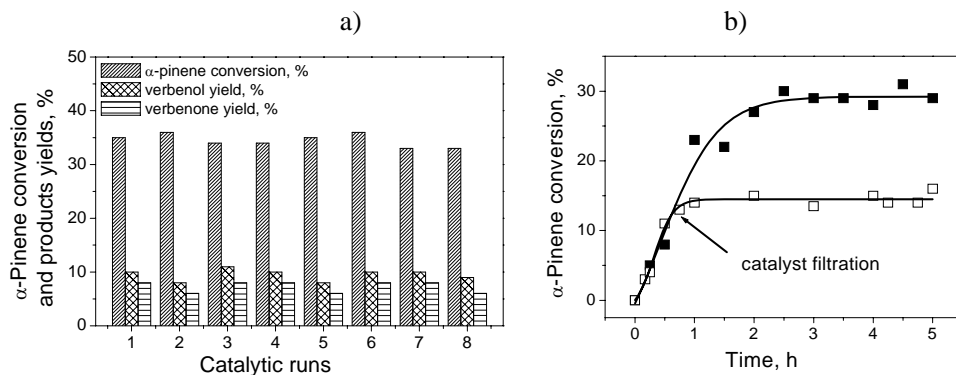 a)
α-Pinene conversion
and products yields, %
50
40
30
20
10
0
α-pinene conversion, %
verbenol yield, %
verbenone yield, %
1 2 3 4 5 6 7 8
Catalytic runs
b)
α-Pinene conversion, %
30
20
10
0
catalyst filtration
0 1 2 3 4 5
Time, h